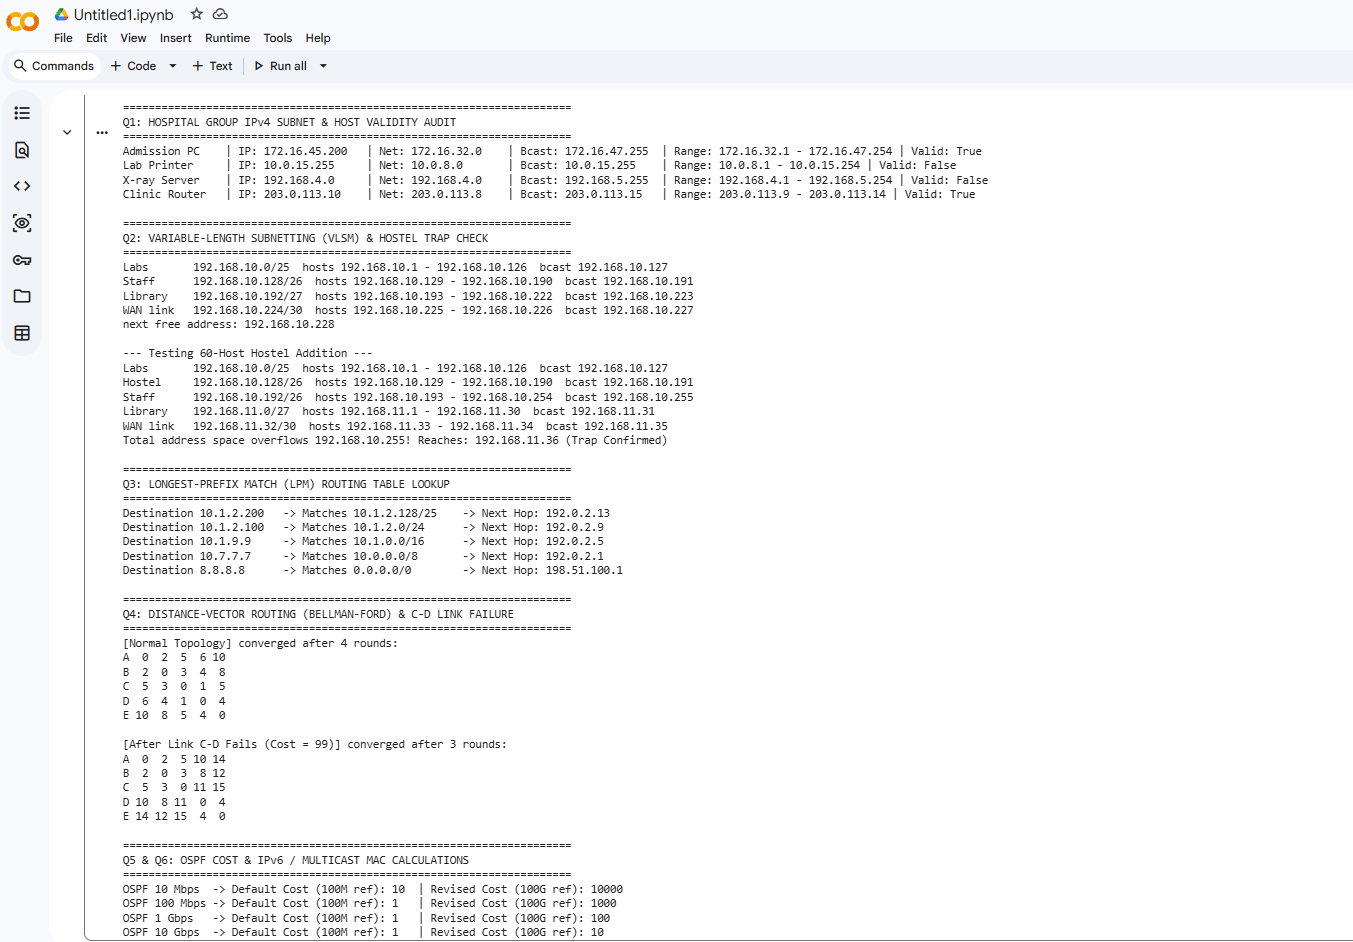 Untitled1.ipynb
File Edit View Insert Runtime Tools Help
Commands + Code + Text Run all
======================================================================
Q1: HOSPITAL GROUP IPv4 SUBNET & HOST VALIDITY AUDIT
======================================================================
Admission PC    | IP: 172.16.45.200   | Net: 172.16.32.0    | Bcast: 172.16.47.255  | Range: 172.16.32.1 - 172.16.47.254 | Valid: True
Lab Printer     | IP: 10.0.15.255     | Net: 10.0.8.0       | Bcast: 10.0.15.255    | Range: 10.0.8.1 - 10.0.15.254 | Valid: False
X-ray Server    | IP: 192.168.4.0     | Net: 192.168.4.0    | Bcast: 192.168.5.255  | Range: 192.168.4.1 - 192.168.5.254 | Valid: False
Clinic Router   | IP: 203.0.113.10    | Net: 203.0.113.8    | Bcast: 203.0.113.15   | Range: 203.0.113.9 - 203.0.113.14 | Valid: True
======================================================================
Q2: VARIABLE-LENGTH SUBNETTING (VLSM) & HOSTEL TRAP CHECK
======================================================================
Labs       192.168.10.0/25  hosts 192.168.10.1 - 192.168.10.126  bcast 192.168.10.127
Staff      192.168.10.128/26  hosts 192.168.10.129 - 192.168.10.190  bcast 192.168.10.191
Library    192.168.10.192/27  hosts 192.168.10.193 - 192.168.10.222  bcast 192.168.10.223
WAN link   192.168.10.224/30  hosts 192.168.10.225 - 192.168.10.226  bcast 192.168.10.227
next free address: 192.168.10.228
--- Testing 60-Host Hostel Addition ---
Labs       192.168.10.0/25  hosts 192.168.10.1 - 192.168.10.126  bcast 192.168.10.127
Hostel     192.168.10.128/26  hosts 192.168.10.129 - 192.168.10.190  bcast 192.168.10.191
Staff      192.168.10.192/26  hosts 192.168.10.193 - 192.168.10.254  bcast 192.168.10.255
Library    192.168.11.0/27  hosts 192.168.11.1 - 192.168.11.30  bcast 192.168.11.31
WAN link   192.168.11.32/30  hosts 192.168.11.33 - 192.168.11.34  bcast 192.168.11.35
Total address space overflows 192.168.10.255! Reaches: 192.168.11.36 (Trap Confirmed)
======================================================================
Q3: LONGEST-PREFIX MATCH (LPM) ROUTING TABLE LOOKUP
======================================================================
Destination 10.1.2.200   -> Matches 10.1.2.128/25    -> Next Hop: 192.0.2.13
Destination 10.1.2.100   -> Matches 10.1.2.0/24      -> Next Hop: 192.0.2.9
Destination 10.1.9.9     -> Matches 10.1.0.0/16      -> Next Hop: 192.0.2.5
Destination 10.7.7.7     -> Matches 10.0.0.0/8       -> Next Hop: 192.0.2.1
Destination 8.8.8.8      -> Matches 0.0.0.0/0        -> Next Hop: 198.51.100.1
======================================================================
Q4: DISTANCE-VECTOR ROUTING (BELLMAN-FORD) & C-D LINK FAILURE
======================================================================
[Normal Topology] converged after 4 rounds:
A  0  2  5  6 10
B  2  0  3  4  8
C  5  3  0  1  5
D  6  4  1  0  4
E 10  8  5  4  0
[After Link C-D Fails (Cost = 99)] converged after 3 rounds:
A  0  2  5 10 14
B  2  0  3  8 12
C  5  3  0 11 15
D 10  8 11  0  4
E 14 12 15  4  0
======================================================================
Q5 & Q6: OSPF COST & IPv6 / MULTICAST MAC CALCULATIONS
======================================================================
OSPF 10 Mbps  -> Default Cost (100M ref): 10  | Revised Cost (100G ref): 10000
OSPF 100 Mbps -> Default Cost (100M ref): 1   | Revised Cost (100G ref): 1000
OSPF 1 Gbps   -> Default Cost (100M ref): 1   | Revised Cost (100G ref): 100
OSPF 10 Gbps  -> Default Cost (100M ref): 1   | Revised Cost (100G ref): 10